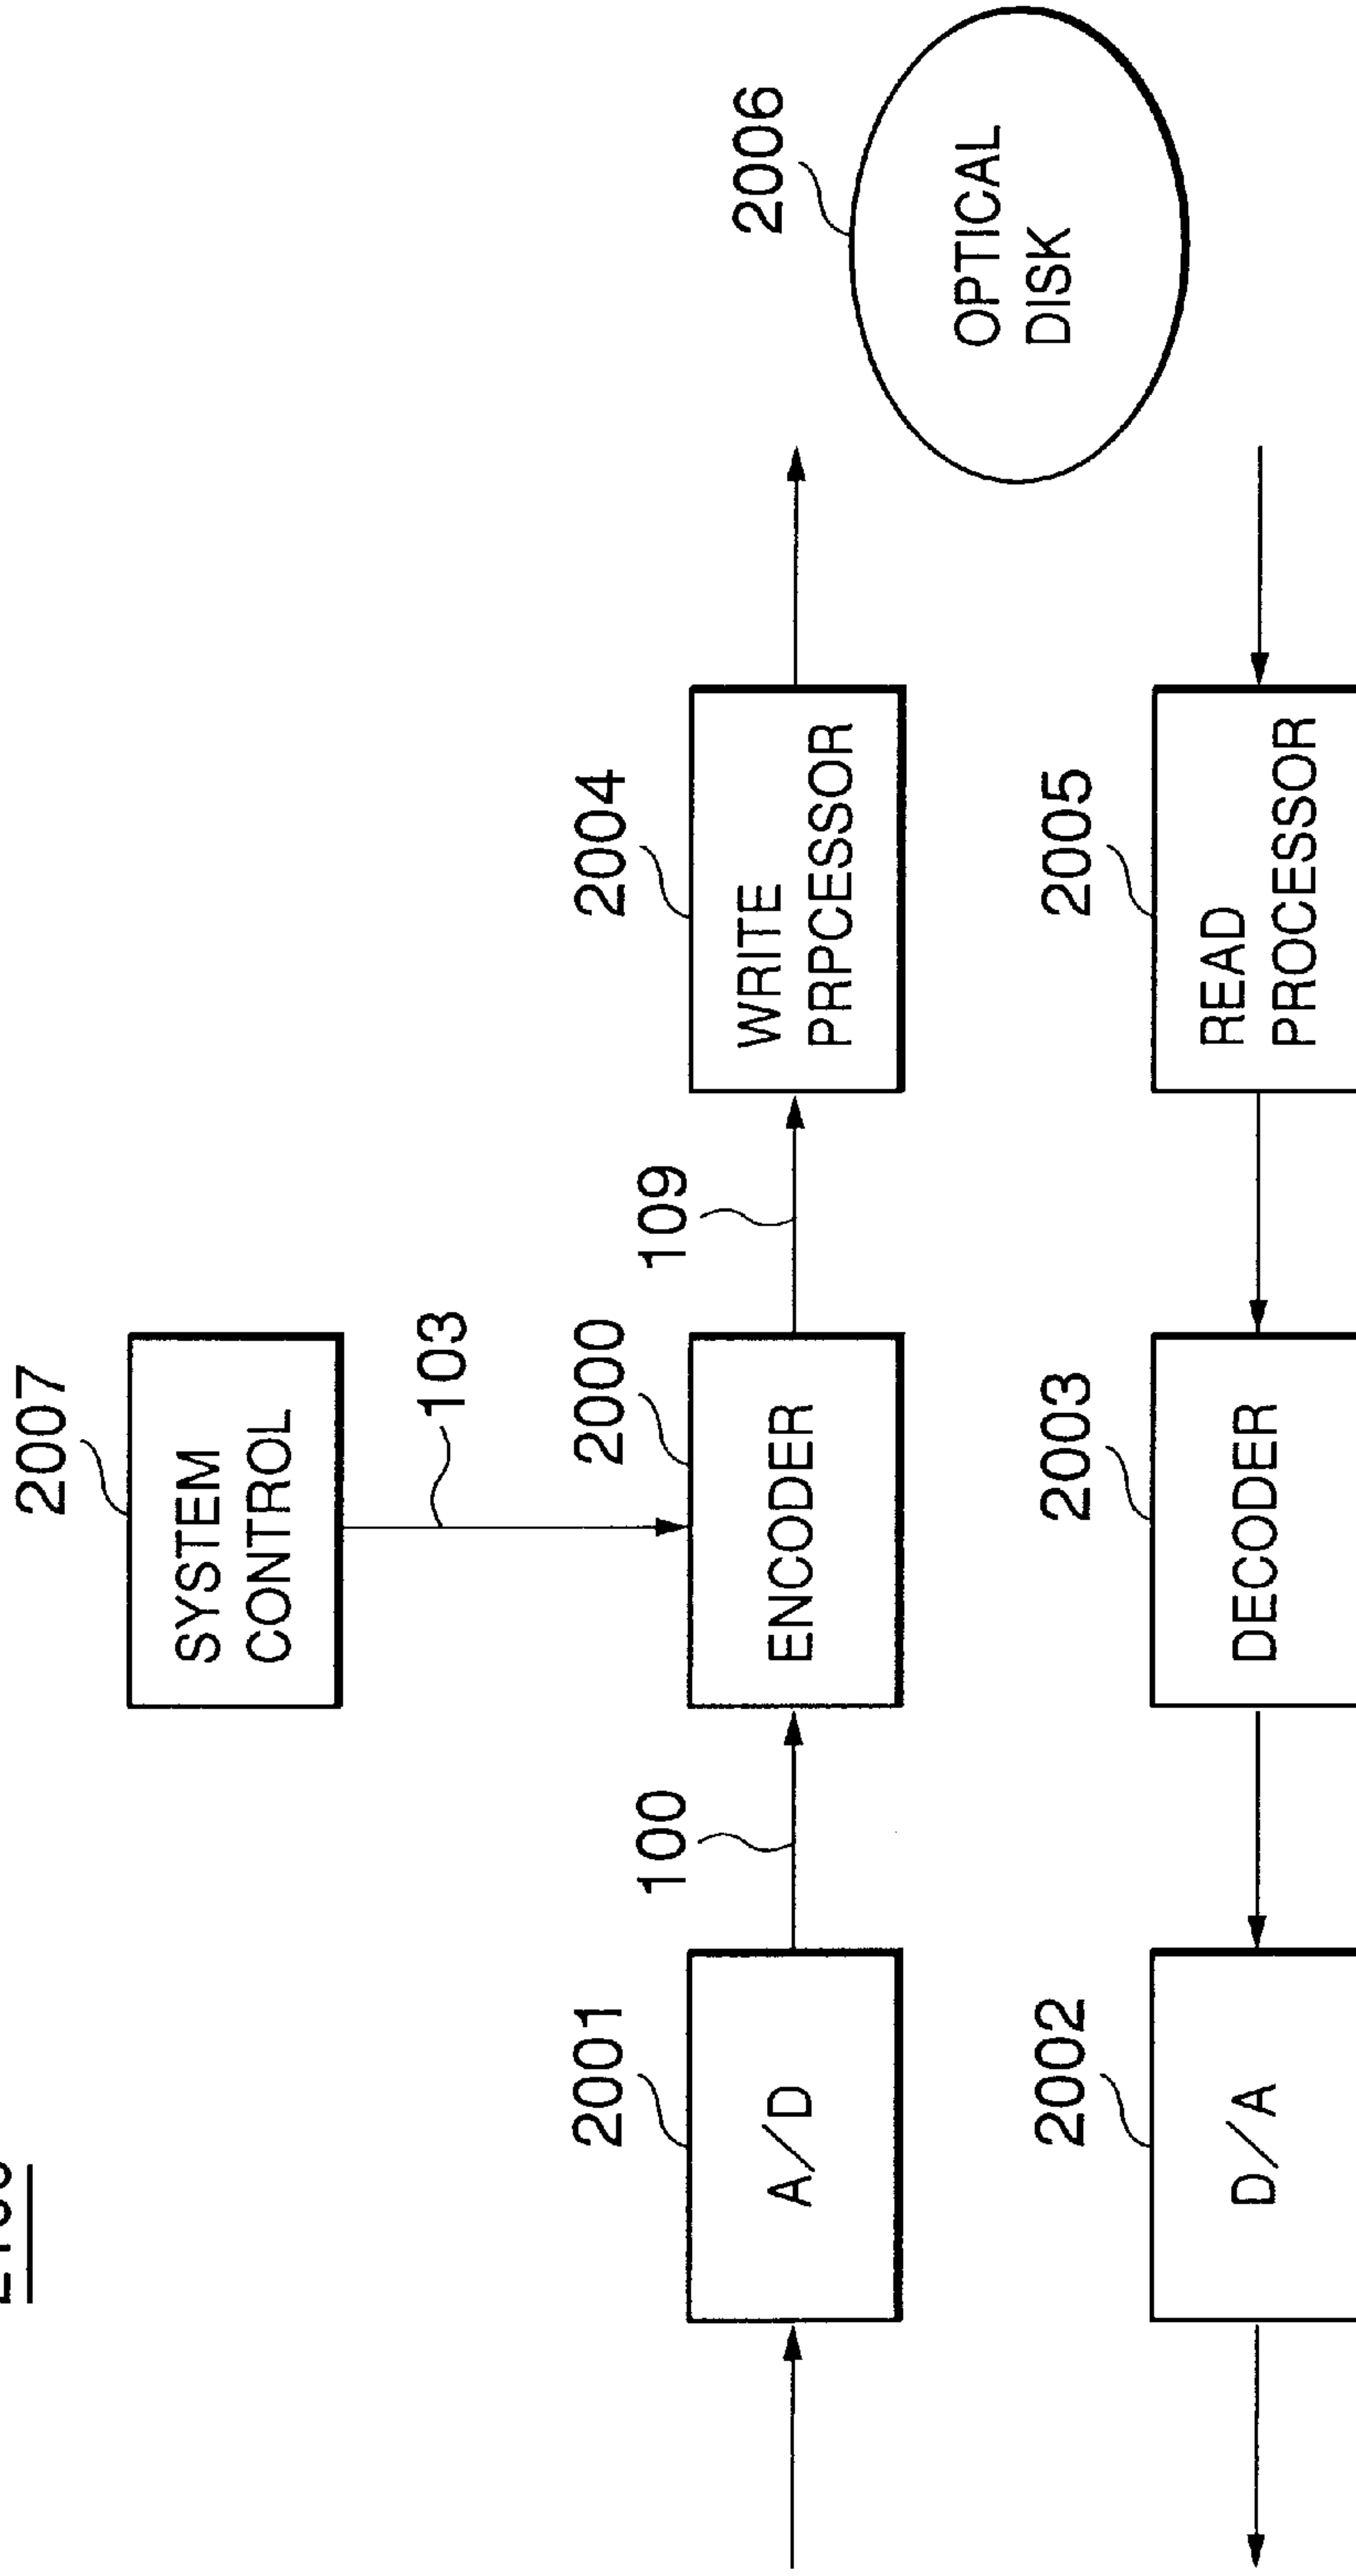 2007
SYSTEM
CONTROL
103
2001
A/D
100
2000
ENCODER
109
2004
WRITE
PRPCESSOR
2006
OPTICAL
DISK
2002
D/A
2003
DECODER
2005
READ
PROCESSOR